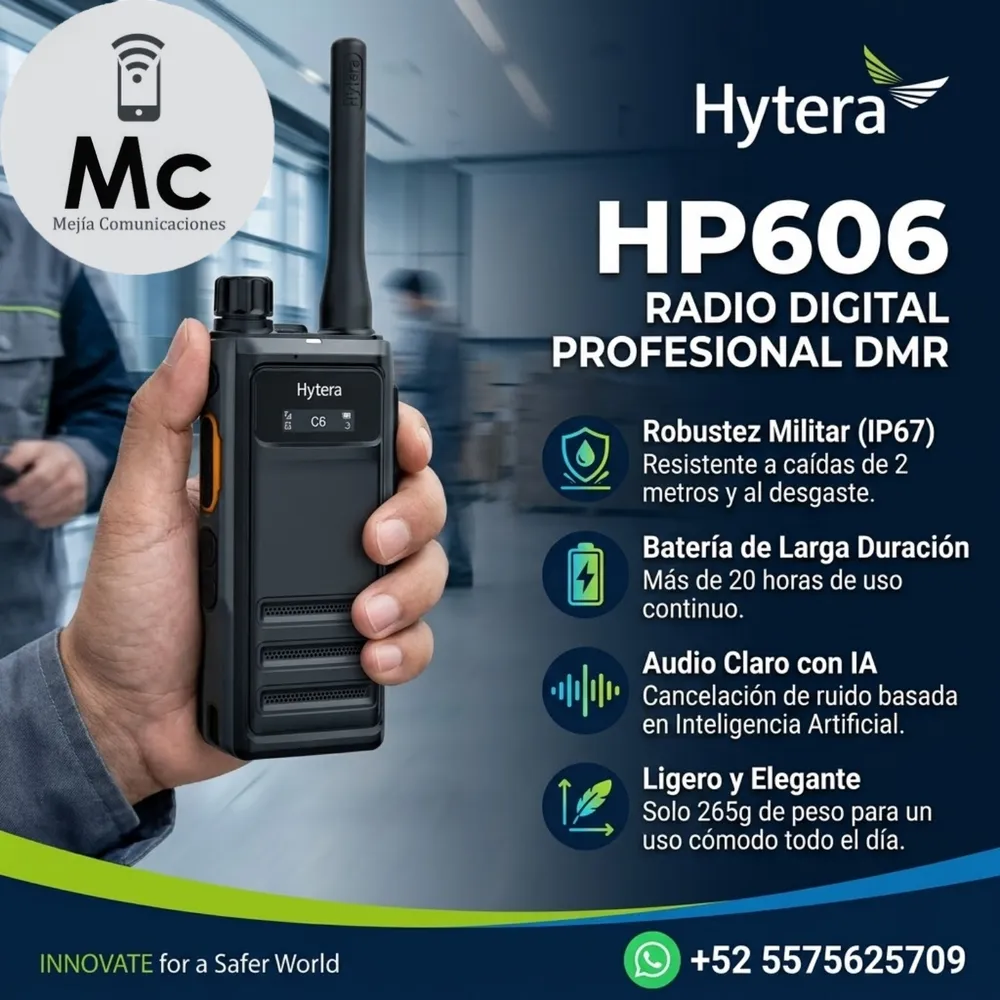 Mc
Mejía Comunicaciones
Hytera
Hytera
HP606
RADIO DIGITAL
PROFESIONAL DMR
Hytera
C6
3
Robustez Militar (IP67)
Resistente a caídas de 2
metros y al desgaste.
Batería de Larga Duración
Más de 20 horas de uso
continuo.
Audio Claro con IA
Cancelación de ruido basada
en Inteligencia Artificial.
Ligero y Elegante
Solo 265g de peso para un
uso cómodo todo el día.
INNOVATE for a Safer World
+52 5575625709